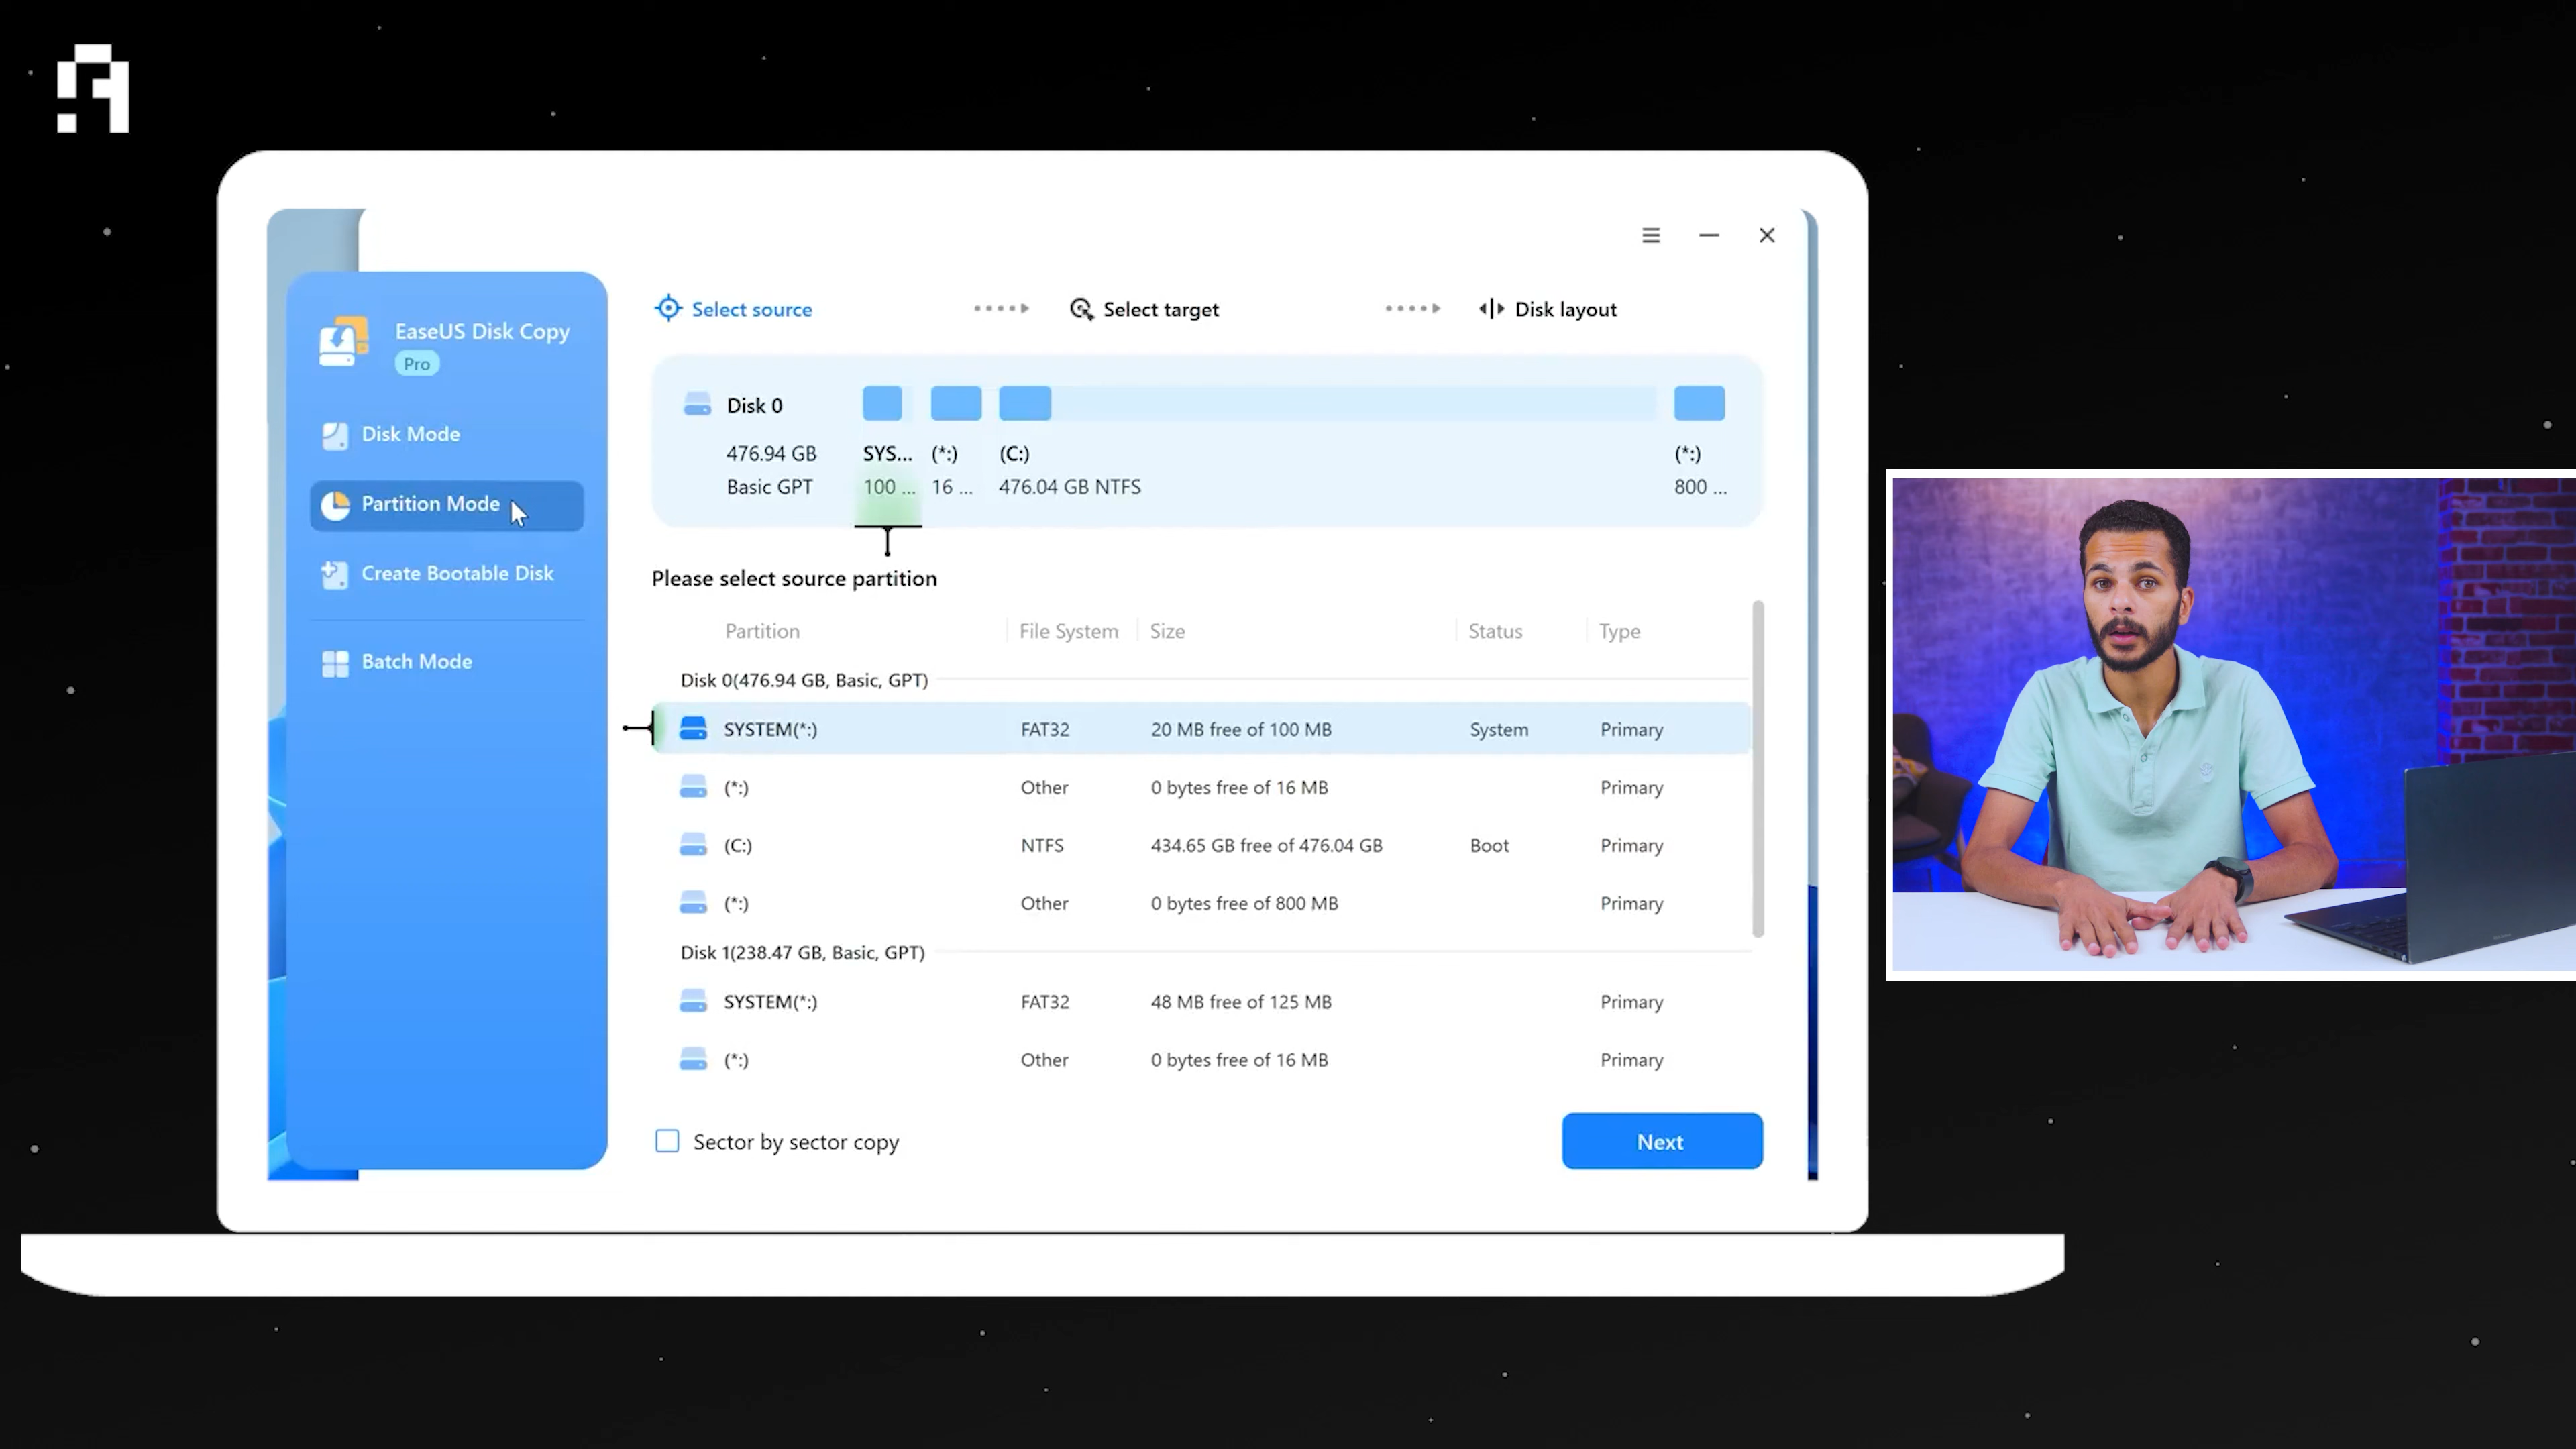 EaseUS Disk Copy
Pro
Disk Mode
Partition Mode
Create Bootable Disk
Batch Mode
Select source
Select target
Disk layout
Disk 0
476.94 GB
Basic GPT
SYS... (*:) (C:) (*:)
100 ... 16 ... 476.04 GB NTFS 800 ...
Please select source partition
Partition File System Size Status Type
Disk 0(476.94 GB, Basic, GPT)
SYSTEM(*:) FAT32 20 MB free of 100 MB System Primary
(*:) Other 0 bytes free of 16 MB Primary
(C:) NTFS 434.65 GB free of 476.04 GB Boot Primary
(*:) Other 0 bytes free of 800 MB Primary
Disk 1(238.47 GB, Basic, GPT)
SYSTEM(*:) FAT32 48 MB free of 125 MB Primary
(*:) Other 0 bytes free of 16 MB Primary
Sector by sector copy
Next